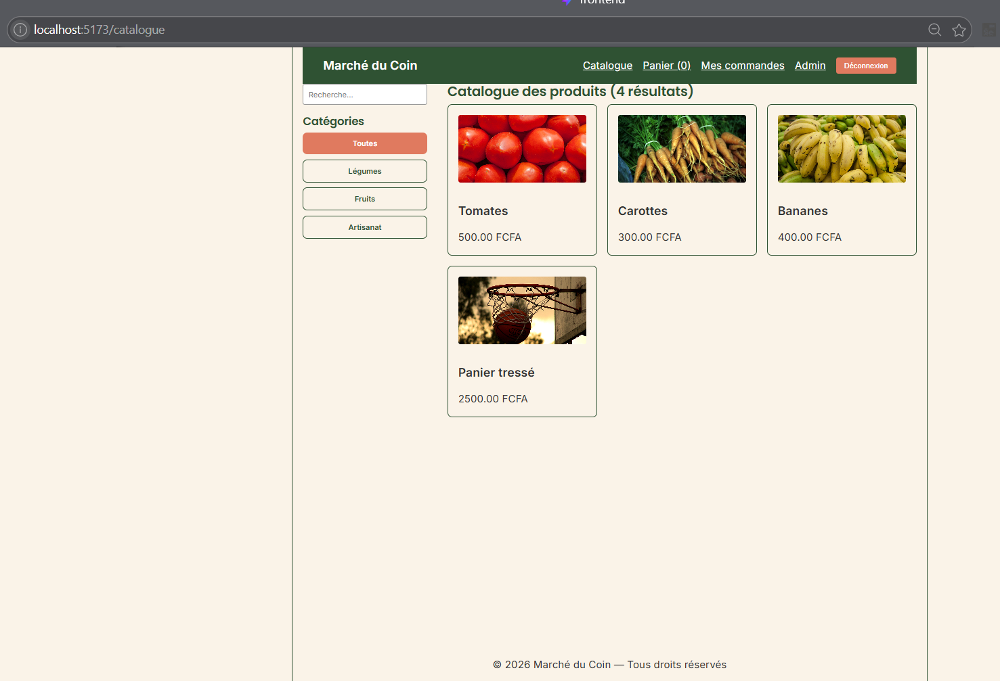 frontend
localhost:5173/catalogue
Marché du Coin
Catalogue Panier (0) Mes commandes Admin Déconnexion
Recherche...
Catégories
Toutes
Légumes
Fruits
Artisanat
Catalogue des produits (4 résultats)
Tomates
500.00 FCFA
Carottes
300.00 FCFA
Bananes
400.00 FCFA
Panier tressé
2500.00 FCFA
© 2026 Marché du Coin — Tous droits réservés